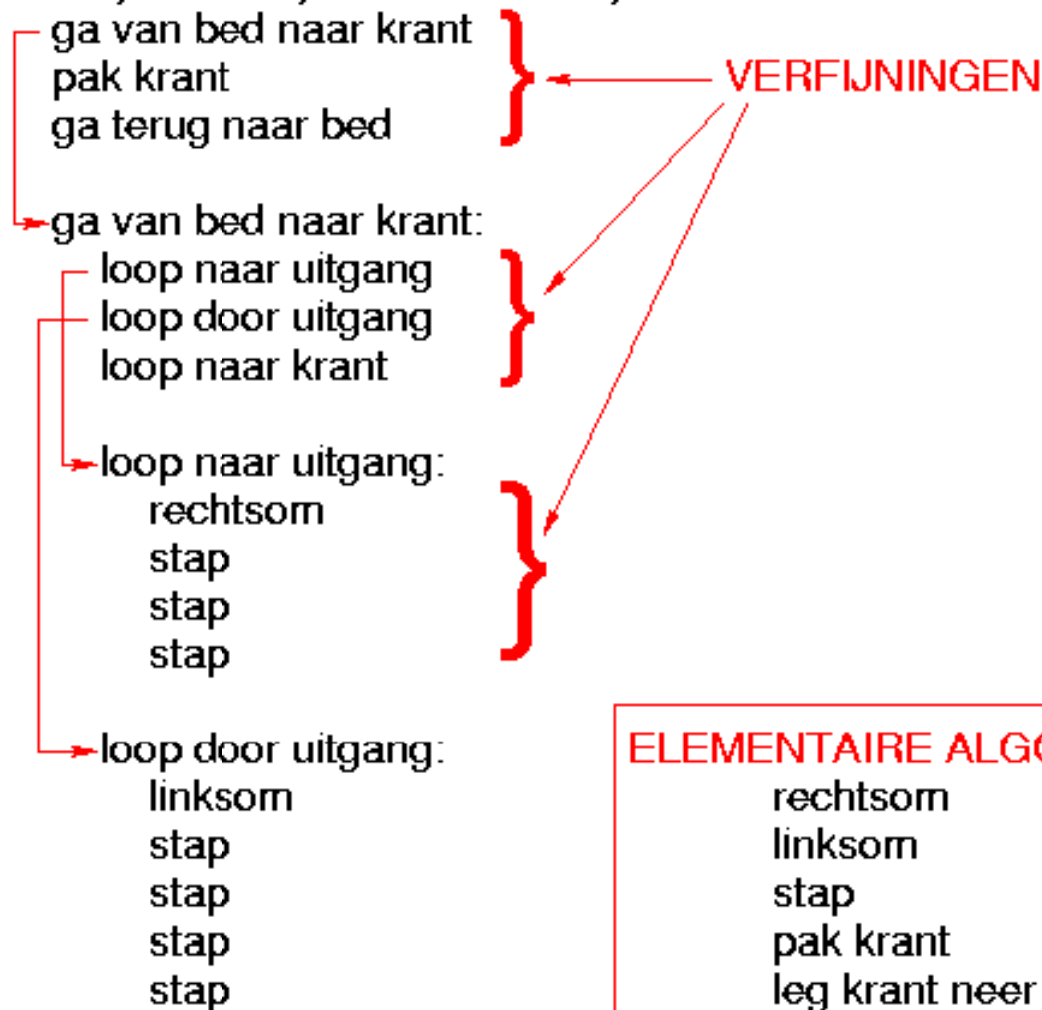 ga van bed naar krant
pak krant
ga terug naar bed
VERFIJNINGEN
ga van bed naar krant:
loop naar uitgang
loop door uitgang
loop naar krant
loop naar uitgang:
rechtsom
stap
stap
stap
loop door uitgang:
linksom
stap
stap
stap
stap
ELEMENTAIRE
rechtsom
linksom
stap
pak krant
leg krant neer